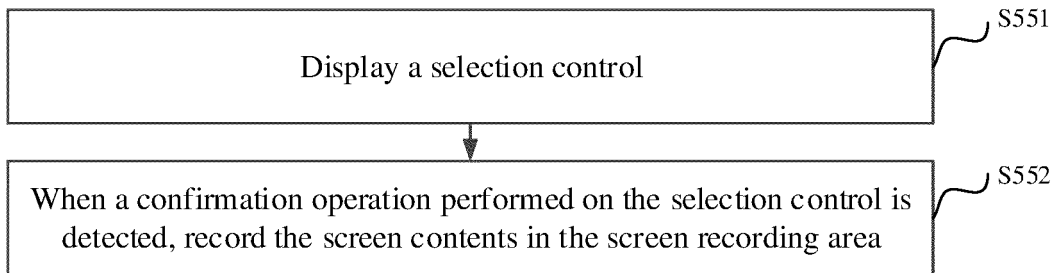 S551
Display a selection control
S552
When a confirmation operation performed on the selection control is
detected, record the screen contents in the screen recording area